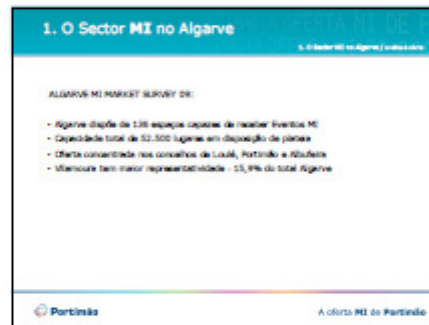 1. O Sector MI no Algarve
ALGARVE MI MARKET SURVEY 09:
- Algarve dispõe de 136 espaços capazes de receber Eventos MI
- Capacidade total de 52.500 lugares em disposição de plateia
- Oferta concentrada nos concelhos de Loulé, Portimão e Albufeira
- Vilamoura tem maior representatividade - 15,9% do total Algarve
Portimão
A oferta MI de Portimão